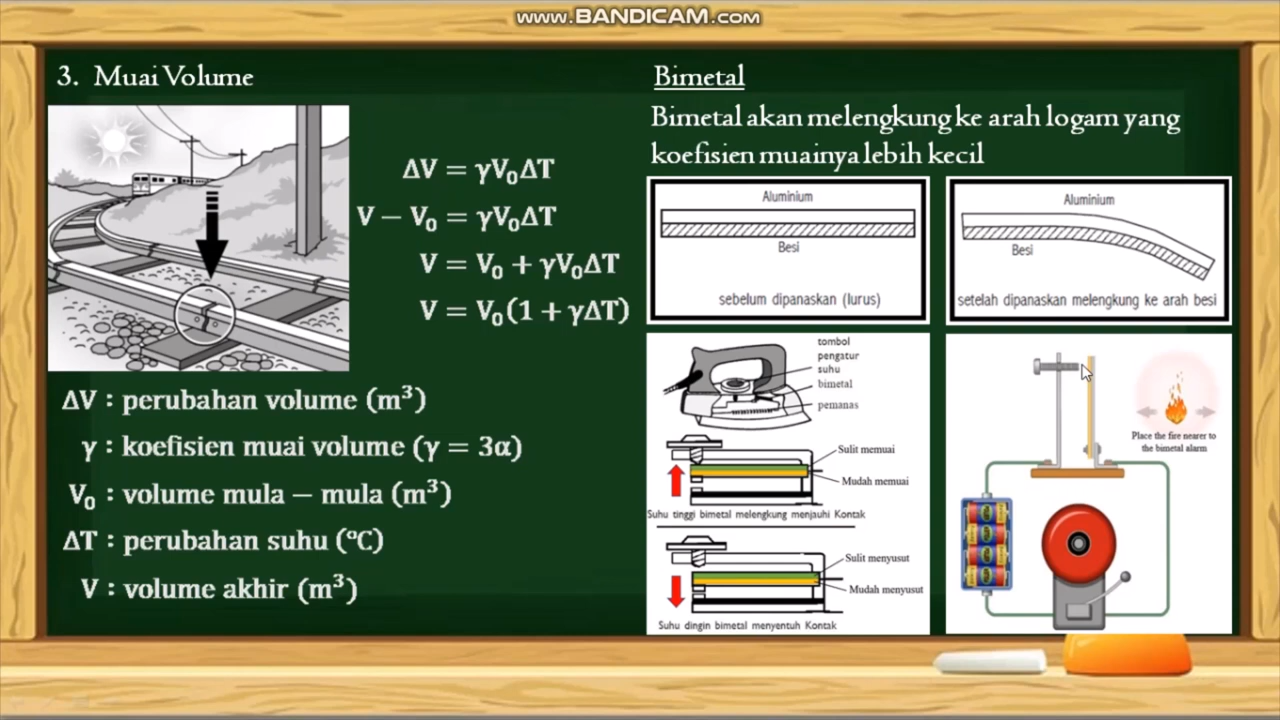 www.BANDICAM.com
3. Muai Volume
ΔV = γV₀ΔT
V − V₀ = γV₀ΔT
V = V₀ + γV₀ΔT
V = V₀(1 + γΔT)
ΔV : perubahan volume (m³)
γ : koefisien muai volume (γ = 3α)
V₀ : volume mula − mula (m³)
ΔT : perubahan suhu (°C)
V : volume akhir (m³)
Bimetal
Bimetal akan melengkung ke arah logam yang
koefisien muainya lebih kecil
Aluminium
Besi
sebelum dipanaskan (lurus)
Aluminium
Besi
setelah dipanaskan melengkung ke arah besi
tombol
pengatur
suhu
bimetal
pemanas
Sulit memuai
Mudah memuai
Suhu tinggi bimetal melengkung menjauhi Kontak
Sulit menyusut
Mudah menyusut
Suhu dingin bimetal menyentuh Kontak
Place the fire nearer to
the bimetal alarm